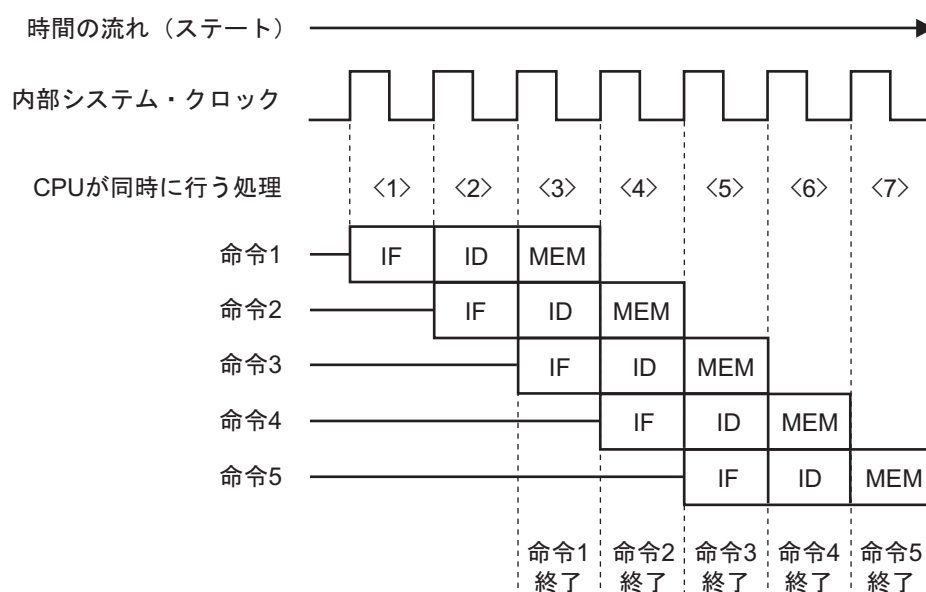 時間の流れ（ステート）
内部システム・クロック
CPUが同時に行う処理 〈1〉 〈2〉 〈3〉 〈4〉 〈5〉 〈6〉 〈7〉
命令1 IF ID MEM
命令2 IF ID MEM
命令3 IF ID MEM
命令4 IF ID MEM
命令5 IF ID MEM
命令1 命令2 命令3 命令4 命令5
終了 終了 終了 終了 終了